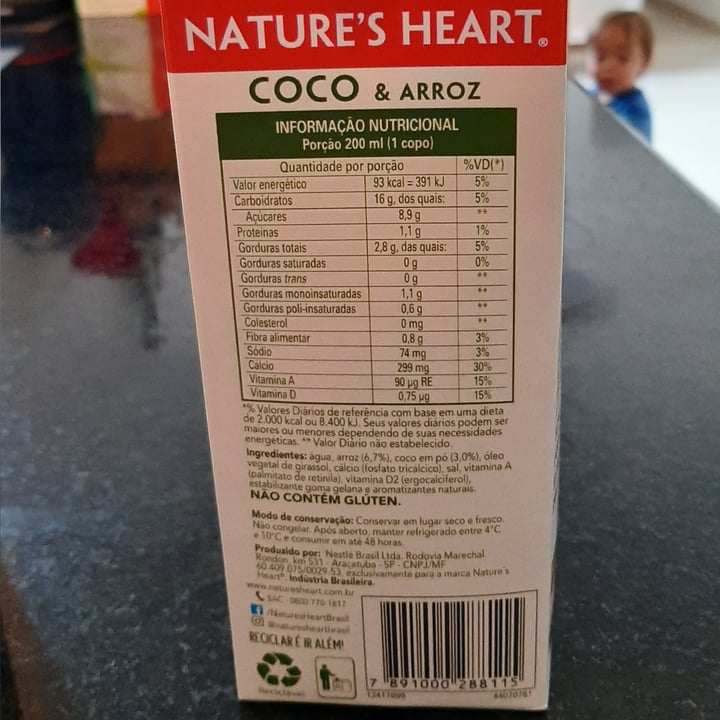 NATURE'S HEART®
COCO & ARROZ
INFORMAÇÃO NUTRICIONAL
Porção 200 ml (1 copo)
Quantidade por porção %VD(*)
Valor energético 93 kcal = 391 kJ 5%
Carboidratos 16 g, dos quais: 5%
Açúcares 8,9 g **
Proteínas 1,1 g 1%
Gorduras totais 2,8 g, das quais: 5%
Gorduras saturadas 0 g 0%
Gorduras trans 0 g **
Gorduras monoinsaturadas 1,1 g **
Gorduras poli-insaturadas 0,6 g **
Colesterol 0 mg **
Fibra alimentar 0,8 g 3%
Sódio 74 mg 3%
Cálcio 299 mg 30%
Vitamina A 90 µg RE 15%
Vitamina D 0,75 µg 15%
*% Valores Diários de referência com base em uma dieta
de 2.000 kcal ou 8.400 kJ. Seus valores diários podem ser
maiores ou menores dependendo de suas necessidades
energéticas. ** Valor Diário não estabelecido.
Ingredientes: água, arroz (6,7%), coco em pó (3,0%), óleo
vegetal de girassol, cálcio (fosfato tricálcico), sal, vitamina A
(palmitato de retinila), vitamina D2 (ergocalciferol),
estabilizante goma gelana e aromatizantes naturais.
NÃO CONTÉM GLÚTEN.
Modo de conservação: Conservar em lugar seco e fresco.
Não congelar. Após aberto, manter refrigerado entre 4°C
e 10°C e consumir em até 48 horas.
Produzido por: Nestlé Brasil Ltda. Rodovia Marechal
Rondon, km 531 - Araçatuba - SP - CNPJ/MF
60.409.075/0029-53, exclusivamente para a marca Nature's
Heart®. Indústria Brasileira.
www.naturesheart.com.br
SAC - 0800 770 1817
/NaturesHeartBrasil
@naturesheartbrasil
RECICLAR É IR ALÉM!
Reciclável
7 891000 288115
12417099 44070781